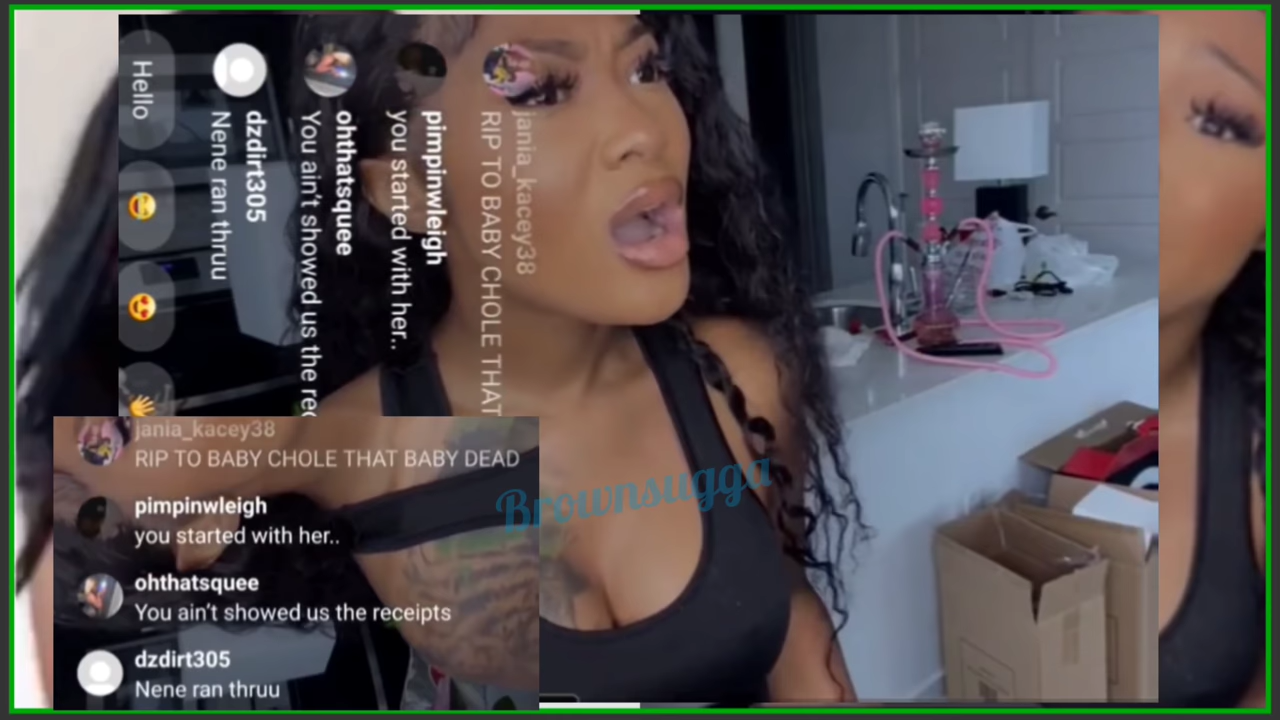 Hello
dzdirt305
Nene ran thruu
ohthatsquee
You ain't showed us the rec
pimpinwleigh
you started with her..
jania_kacey38
RIP TO BABY CHOLE THAT
jania_kacey38
RIP TO BABY CHOLE THAT BABY DEAD
pimpinwleigh
you started with her..
ohthatsquee
You ain't showed us the receipts
dzdirt305
Nene ran thruu
Brownsugga